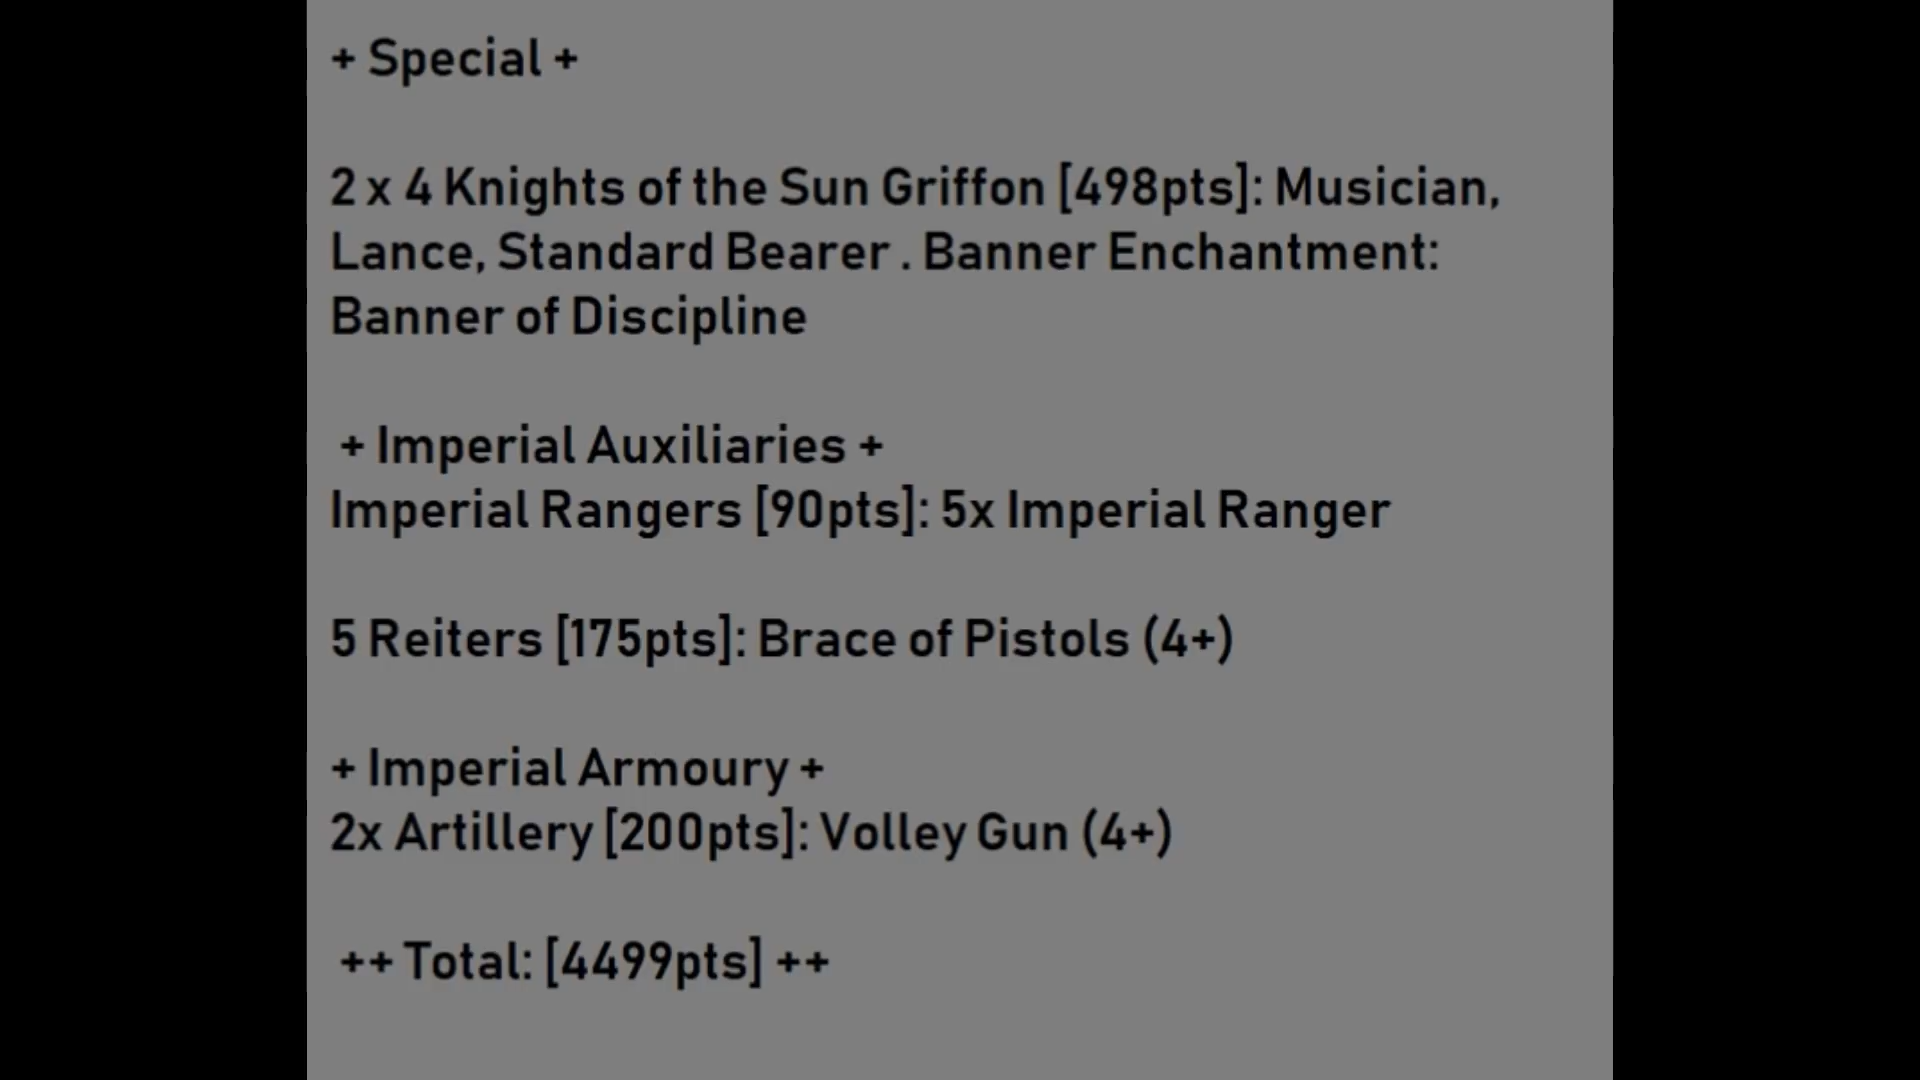 + Special +
2 x 4 Knights of the Sun Griffon [498pts]: Musician,
Lance, Standard Bearer . Banner Enchantment:
Banner of Discipline
+ Imperial Auxiliaries +
Imperial Rangers [90pts]: 5x Imperial Ranger
5 Reiters [175pts]: Brace of Pistols (4+)
+ Imperial Armoury +
2x Artillery [200pts]: Volley Gun (4+)
++ Total: [4499pts] ++